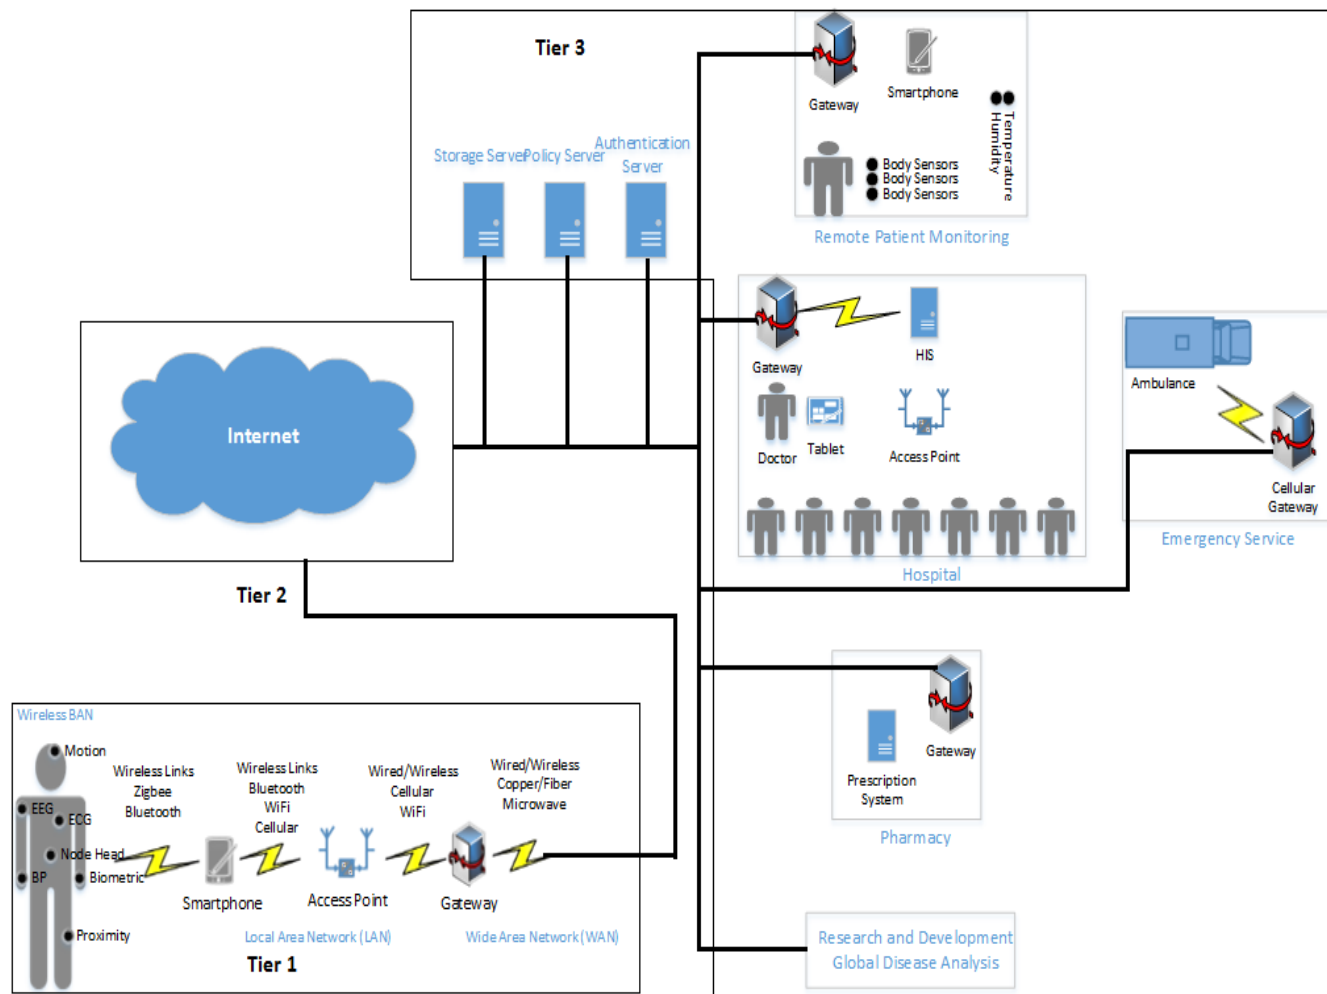 Tier 3
Storage Server
Policy Server
Authentication
Server
Gateway
Smartphone
Temperature
Humidity
Body Sensors
Body Sensors
Body Sensors
Remote Patient Monitoring
Gateway
HIS
Doctor
Tablet
Access Point
Hospital
Ambulance
Cellular
Gateway
Emergency Service
Internet
Tier 2
Prescription
System
Gateway
Pharmacy
Research and Development
Global Disease Analysis
Wireless BAN
Motion
EEG
ECG
Node Head
BP
Biometric
Proximity
Wireless Links
Zigbee
Bluetooth
Wireless Links
Bluetooth
WiFi
Cellular
Wired/Wireless
Cellular
WiFi
Wired/Wireless
Copper/Fiber
Microwave
Smartphone
Access Point
Gateway
Local Area Network (LAN)
Wide Area Network (WAN)
Tier 1